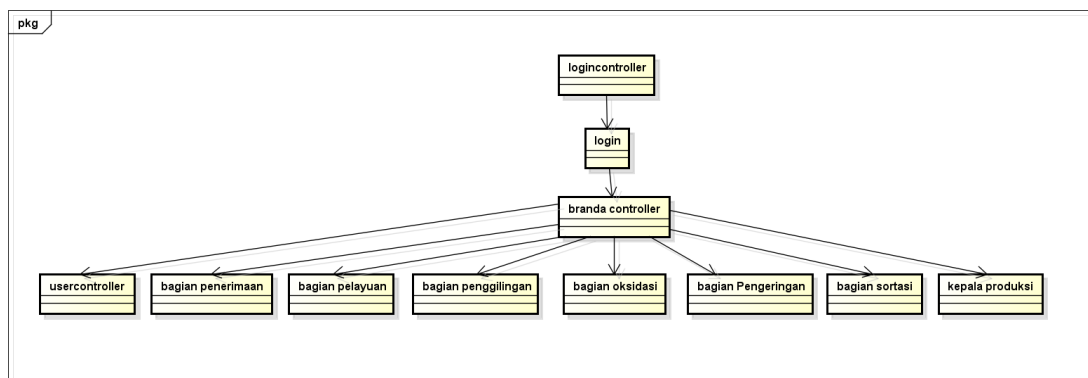 pkg
logincontroller
login
branda controller
usercontroller
bagian penerimaan
bagian pelayuan
bagian penggilingan
bagian oksidasi
bagian Pengeringan
bagian sortasi
kepala produksi